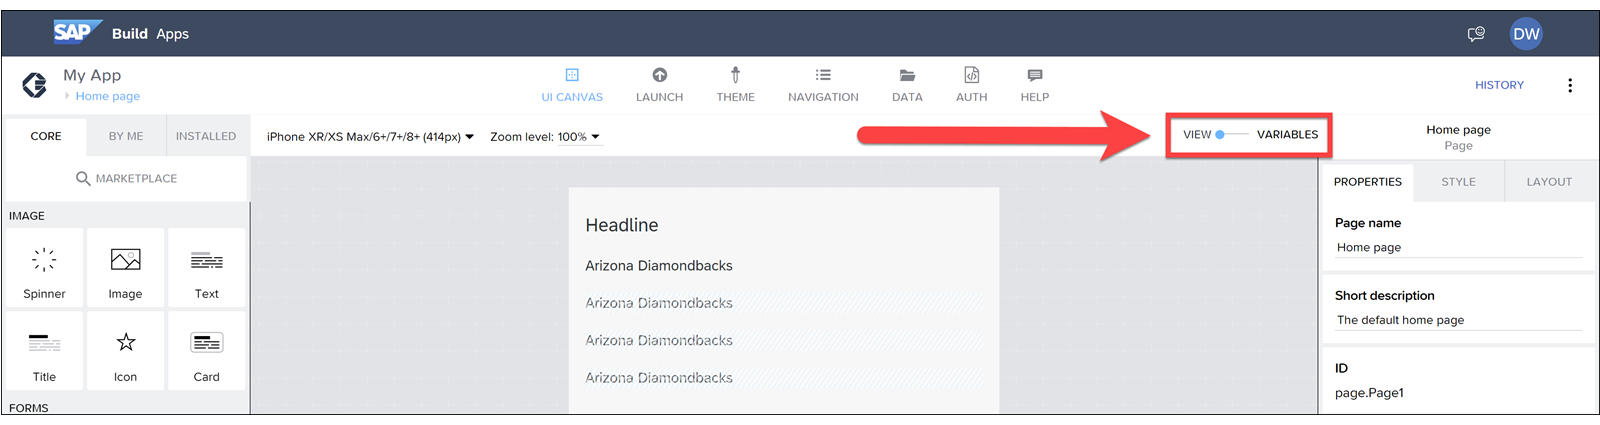 SAP Build Apps
DW
My App
Home page
UI CANVAS
LAUNCH
THEME
NAVIGATION
DATA
AUTH
HELP
HISTORY
CORE
BY ME
INSTALLED
iPhone XR/XS Max/6+/7+/8+ (414px)
Zoom level: 100%
VIEW
VARIABLES
Home page
Page
MARKETPLACE
PROPERTIES
STYLE
LAYOUT
IMAGE
Spinner
Image
Text
Title
Icon
Card
FORMS
Headline
Arizona Diamondbacks
Arizona Diamondbacks
Arizona Diamondbacks
Arizona Diamondbacks
Page name
Home page
Short description
The default home page
ID
page.Page1